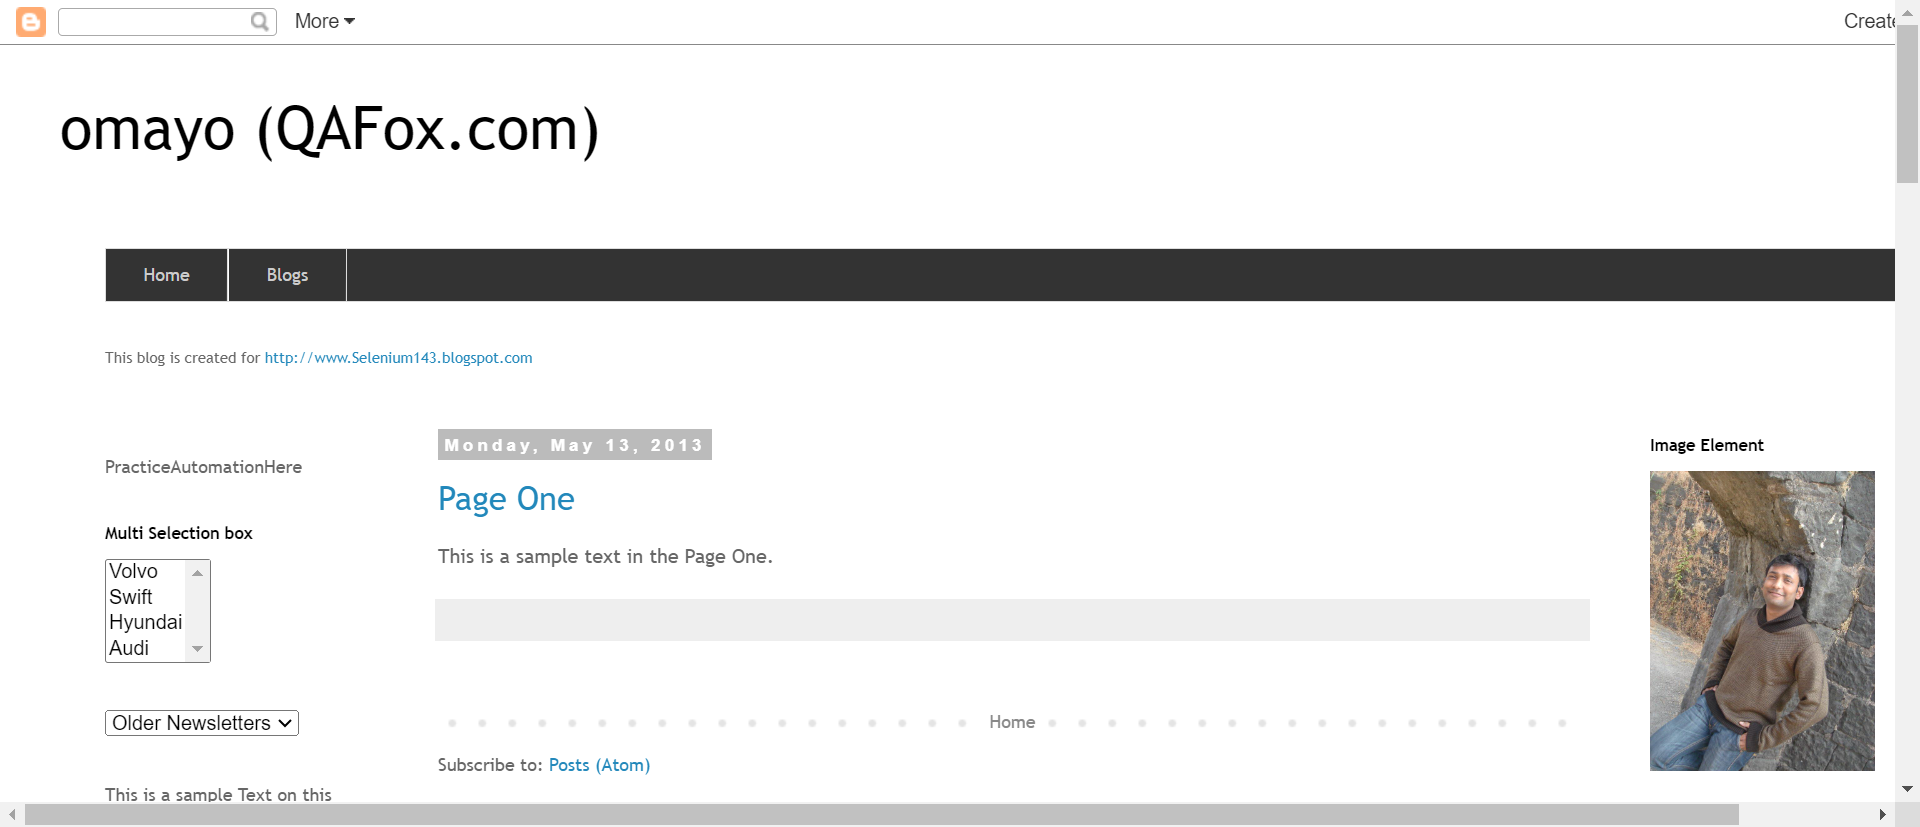 More
Create
omayo (QAFox.com)
Home
Blogs
This blog is created for http://www.Selenium143.blogspot.com
PracticeAutomationHere
Multi Selection box
Volvo
Swift
Hyundai
Audi
Older Newsletters
This is a sample Text on this
Monday, May 13, 2013
Page One
This is a sample text in the Page One.
Home
Subscribe to: Posts (Atom)
Image Element